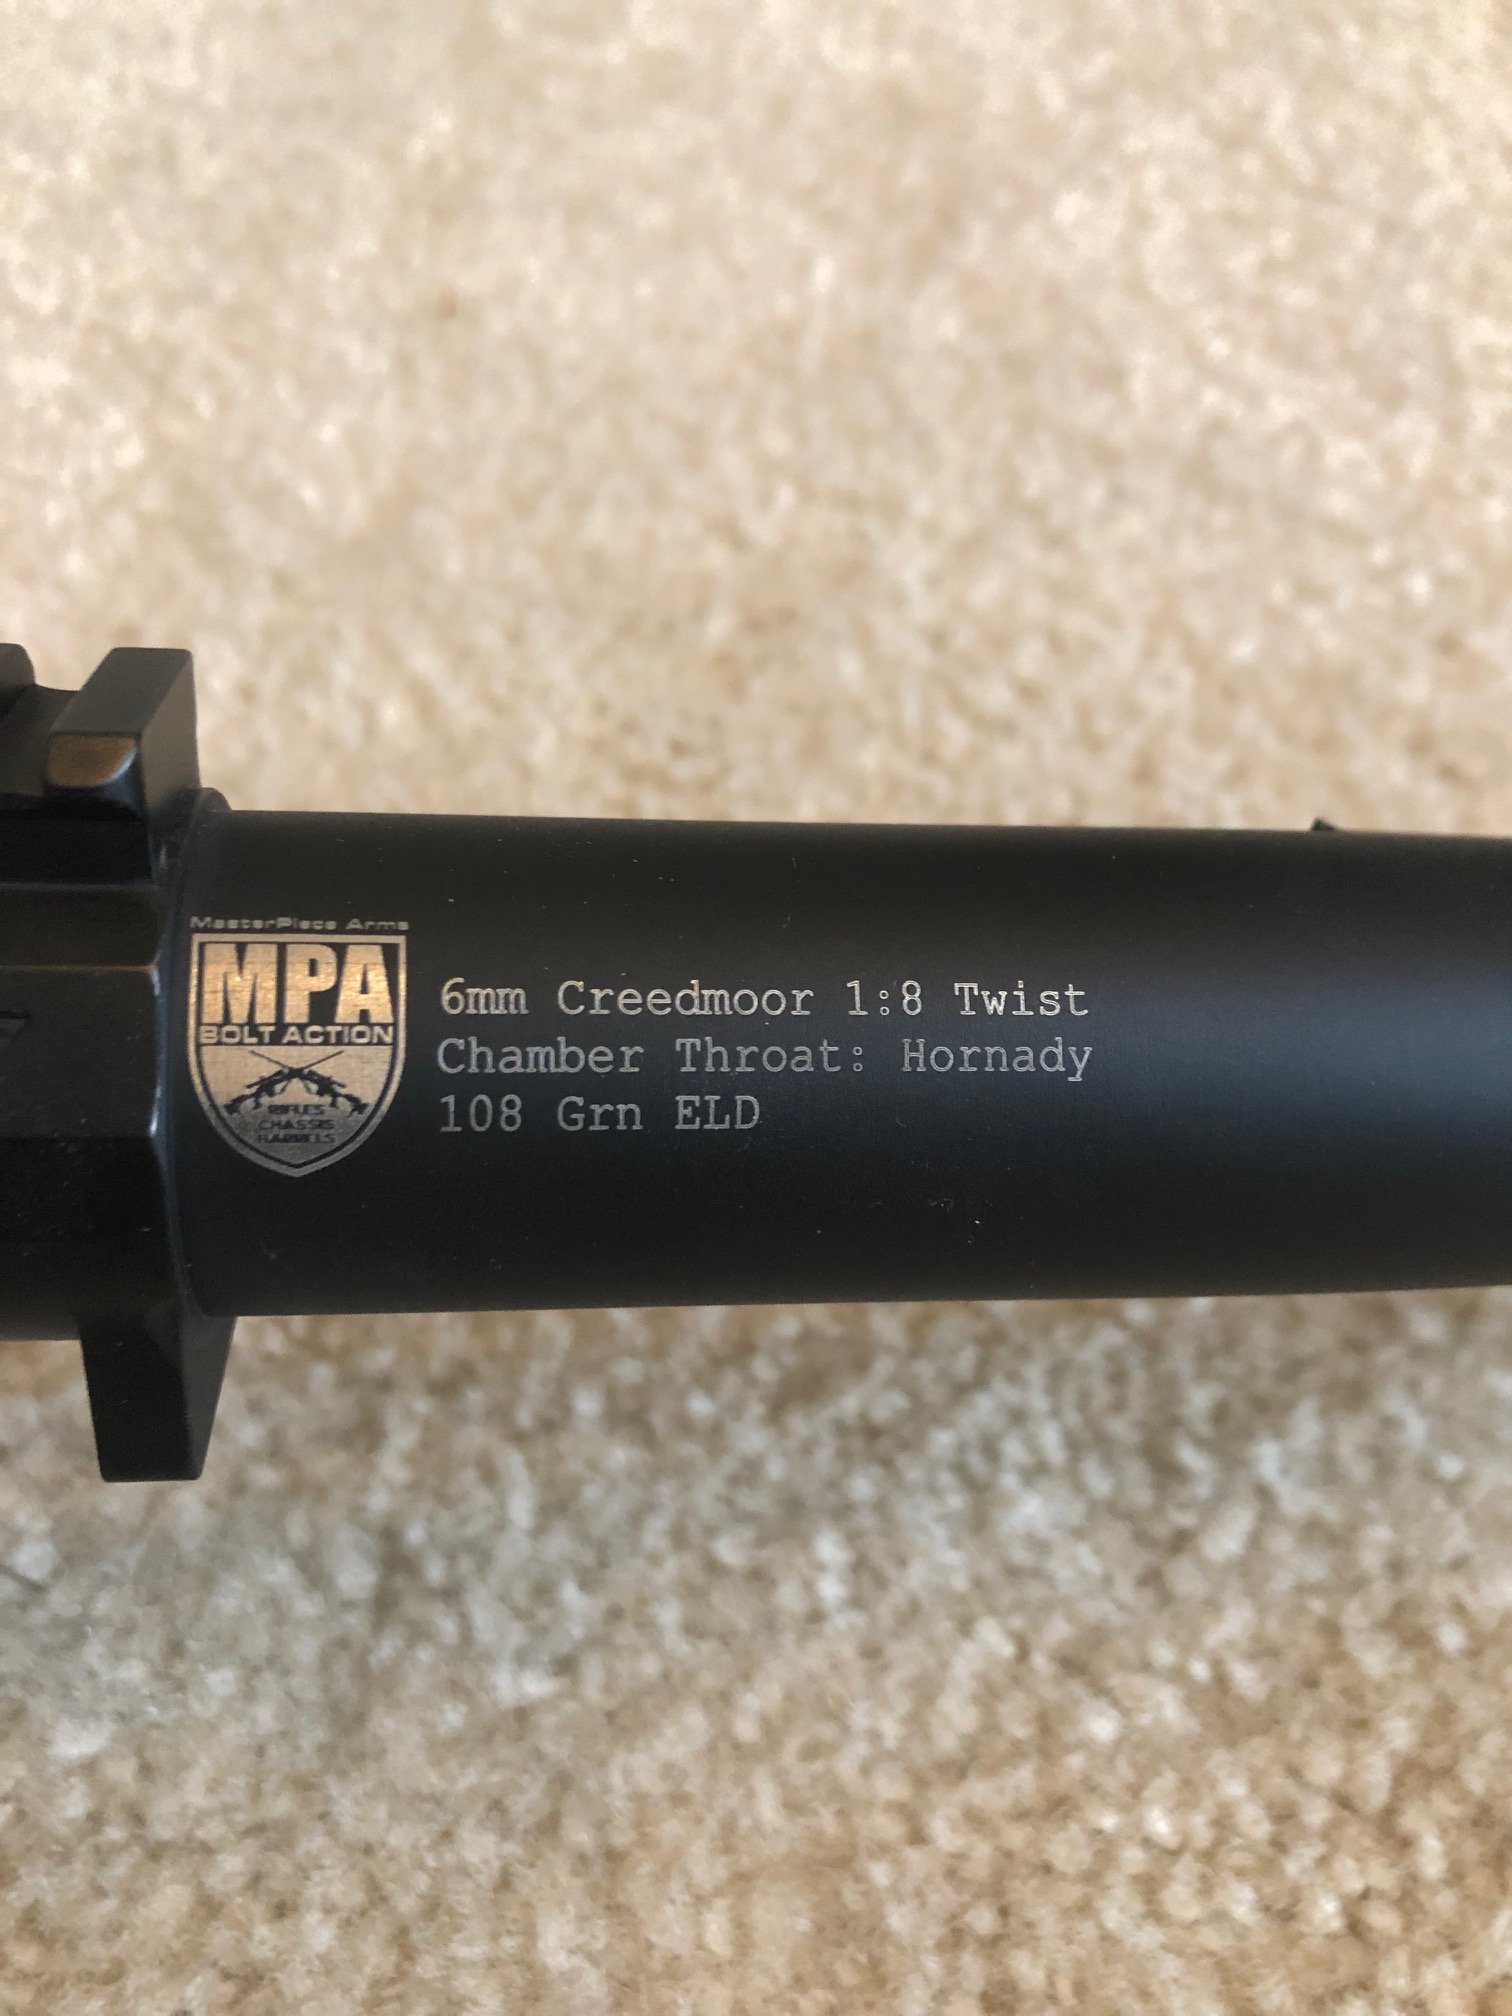 MasterPiece Arms
MPA
BOLT ACTION
RIFLES
CHASSIS
BARRELS
6mm Creedmoor 1:8 Twist
Chamber Throat: Hornady
108 Grn ELD